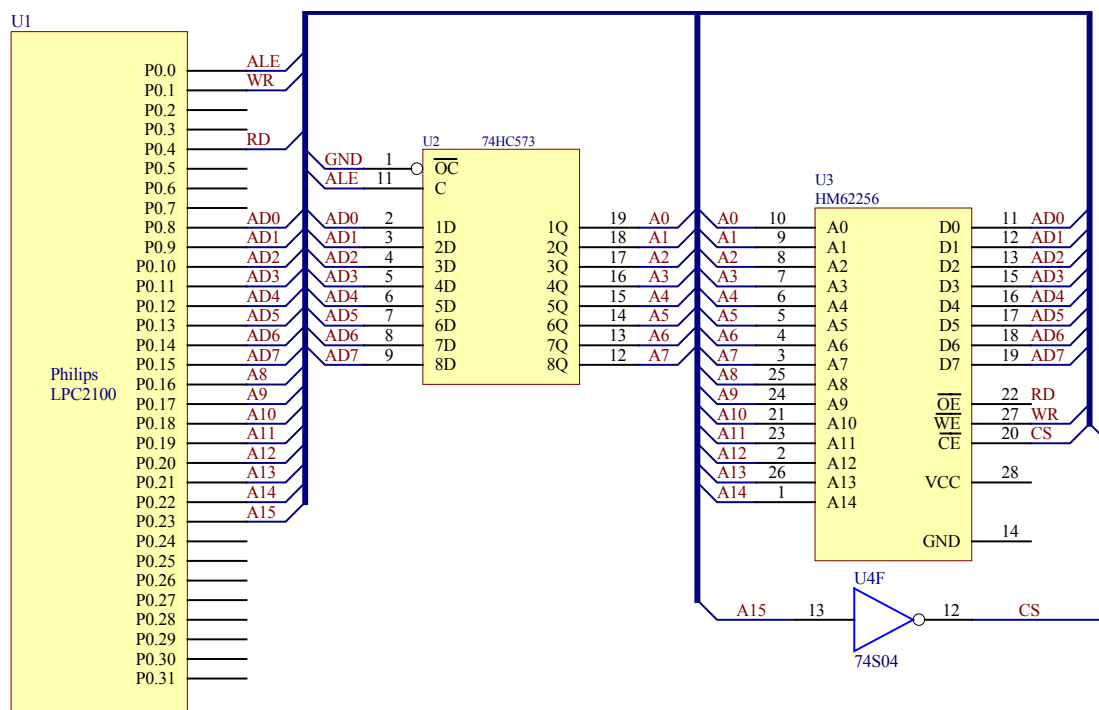 U1
P0.0 ALE
P0.1 WR
P0.2
P0.3
P0.4 RD
P0.5
P0.6
P0.7
P0.8 AD0
P0.9 AD1
P0.10 AD2
P0.11 AD3
P0.12 AD4
P0.13 AD5
P0.14 AD6
P0.15 AD7
P0.16 A8
P0.17 A9
P0.18 A10
P0.19 A11
P0.20 A12
P0.21 A13
P0.22 A14
P0.23 A15
P0.24
P0.25
P0.26
P0.27
P0.28
P0.29
P0.30
P0.31
Philips
LPC2100
U2 74HC573
GND 1 OC
ALE 11 C
AD0 2 1D 1Q 19 A0
AD1 3 2D 2Q 18 A1
AD2 4 3D 3Q 17 A2
AD3 5 4D 4Q 16 A3
AD4 6 5D 5Q 15 A4
AD5 7 6D 6Q 14 A5
AD6 8 7D 7Q 13 A6
AD7 9 8D 8Q 12 A7
U3
HM62256
A0 10 A0 D0 11 AD0
A1 9 A1 D1 12 AD1
A2 8 A2 D2 13 AD2
A3 7 A3 D3 15 AD3
A4 6 A4 D4 16 AD4
A5 5 A5 D5 17 AD5
A6 4 A6 D6 18 AD6
A7 3 A7 D7 19 AD7
A8 25 A8
A9 24 A9 OE 22 RD
A10 21 A10 WE 27 WR
A11 23 A11 CE 20 CS
A12 2 A12
A13 26 A13 VCC 28
A14 1 A14
GND 14
U4F
A15 13 12 CS
74S04